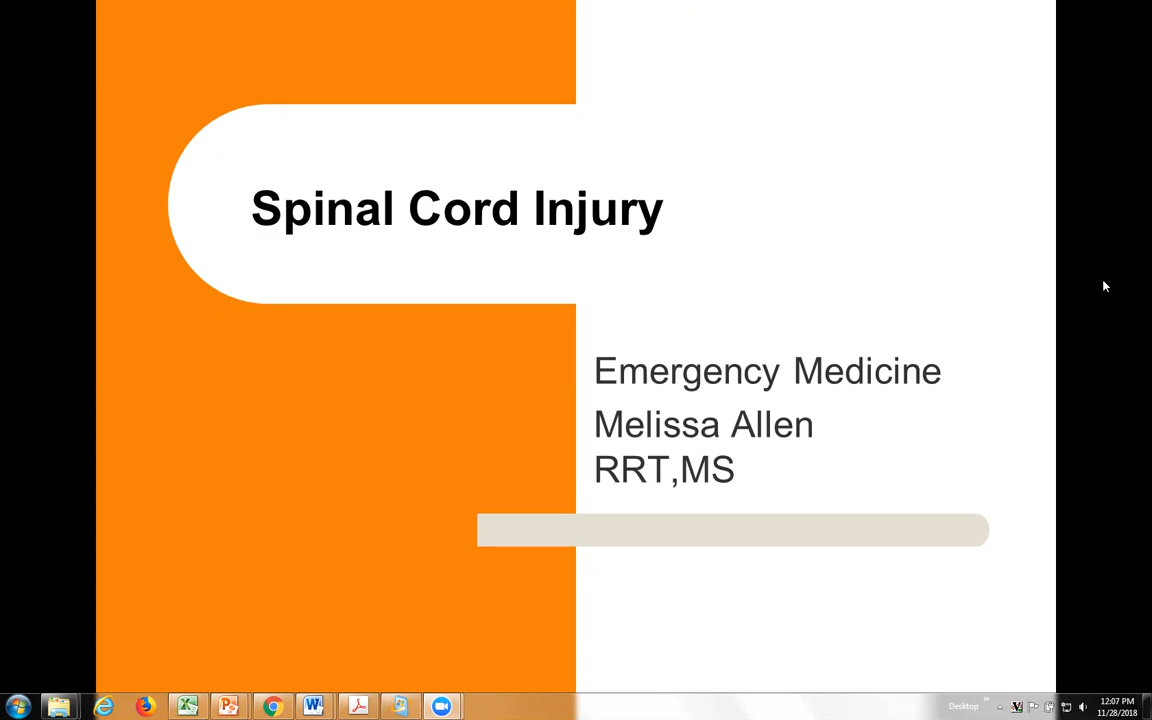 Spinal Cord Injury
Emergency Medicine
Melissa Allen
RRT,MS
Desktop
12:07 PM
11/28/2018